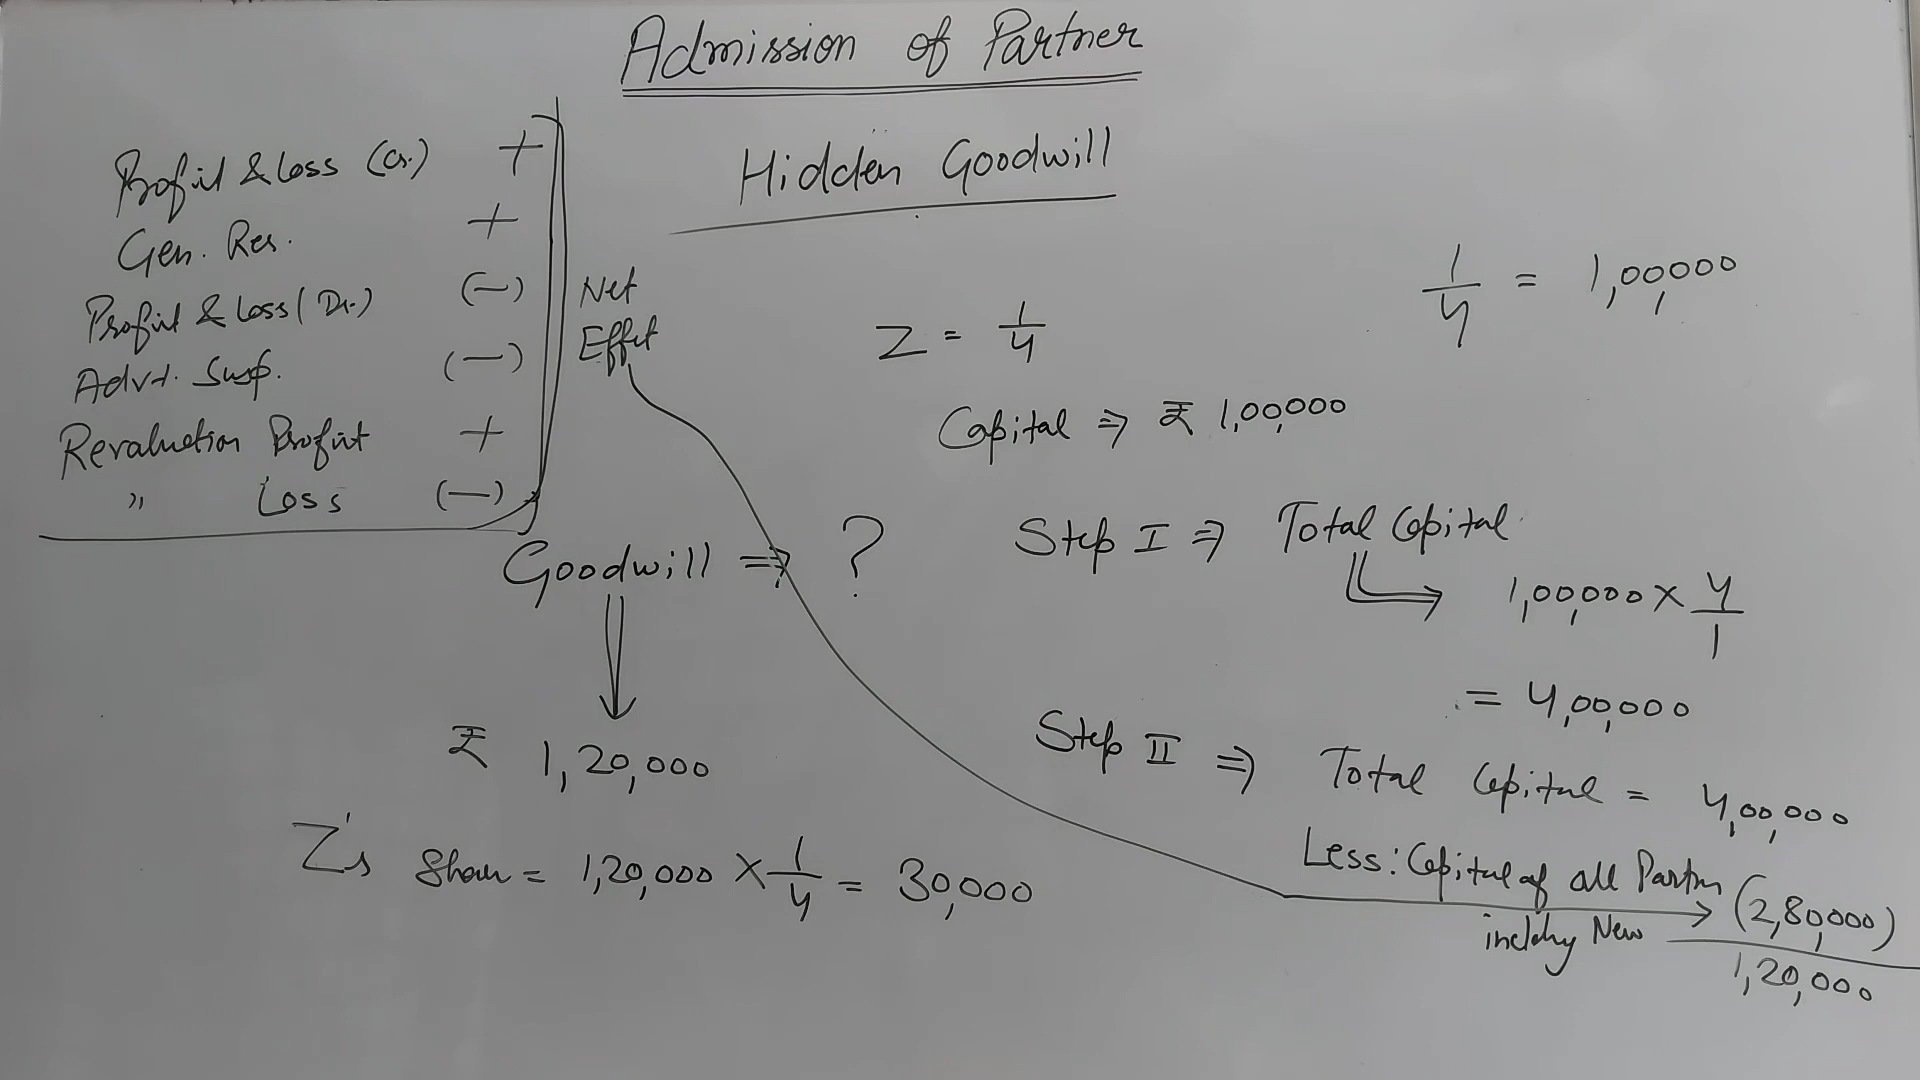 Admission of Partner
Hidden Goodwill
Profit & Loss (Cr.) +
Gen. Res. +
Profit & Loss (Dr.) (-)
Advt. Susp. (-)
Revaluation Profit +
" Loss (-)
Net
Effect
Goodwill ⇒ ?
₹ 1,20,000
Z's Share = 1,20,000 × 1/4 = 30,000
1/4 = 1,00,000
Z = 1/4
Capital ⇒ ₹ 1,00,000
Step I ⇒ Total Capital
1,00,000 × 4/1
= 4,00,000
Step II ⇒ Total Capital = 4,00,000
Less: Capital of all Partner (2,80,000)
New
1,20,000